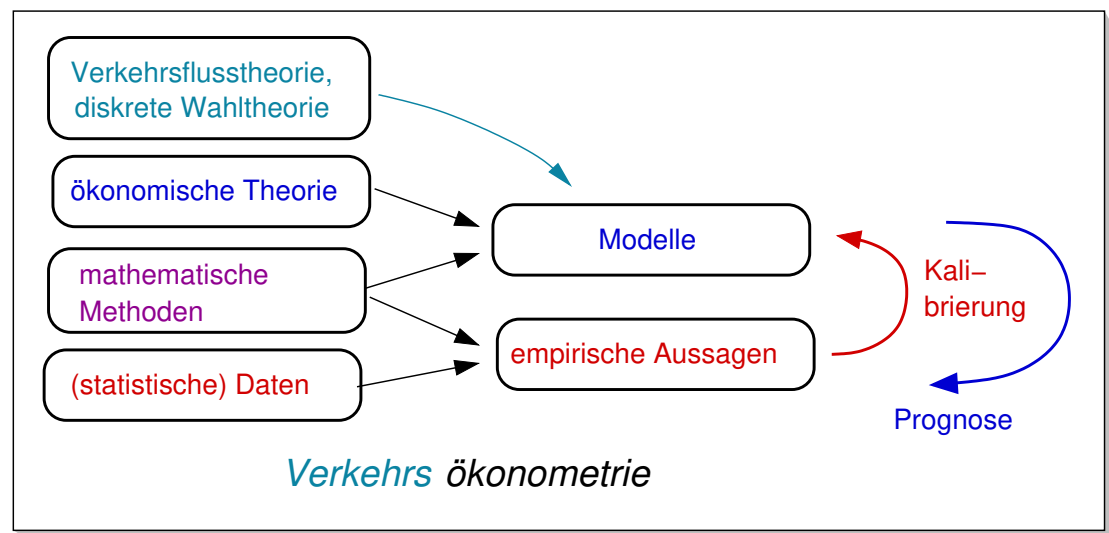 Verkehrsflusstheorie,
diskrete Wahltheorie
ökonomische Theorie
mathematische
Methoden
(statistische) Daten
Modelle
empirische Aussagen
Kali−
brierung
Prognose
Verkehrs ökonometrie